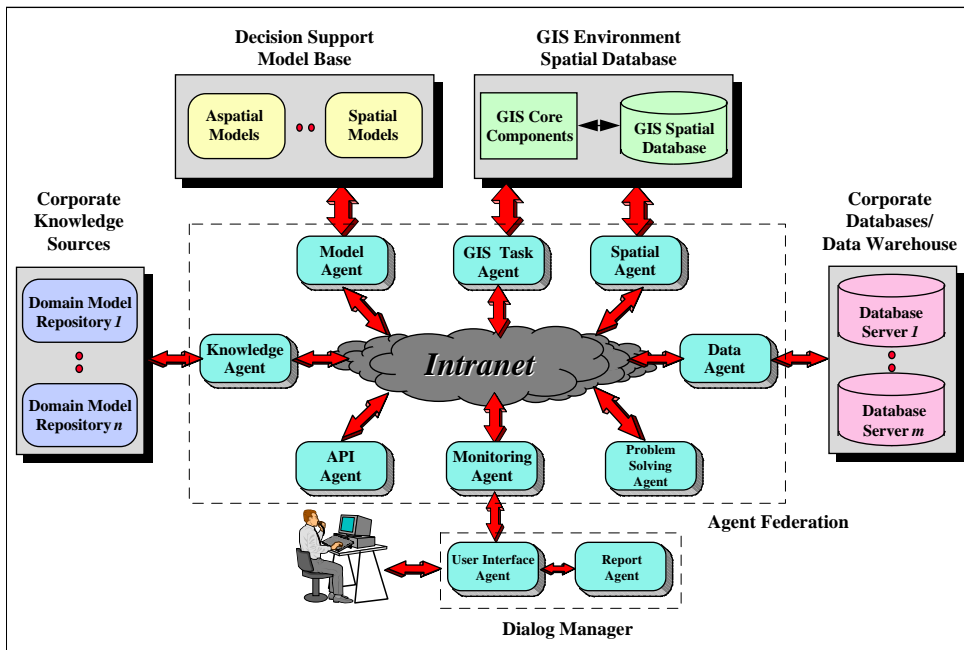 Decision Support
Model Base
GIS Environment
Spatial Database
Aspatial
Models
Spatial
Models
GIS Core
Components
GIS Spatial
Database
Corporate
Knowledge
Sources
Corporate
Databases/
Data Warehouse
Model
Agent
GIS Task
Agent
Spatial
Agent
Domain Model
Repository 1
Domain Model
Repository n
Knowledge
Agent
Intranet
Data
Agent
Database
Server 1
Database
Server m
API
Agent
Monitoring
Agent
Problem
Solving Agent
Agent Federation
User Interface
Agent
Report
Agent
Dialog Manager